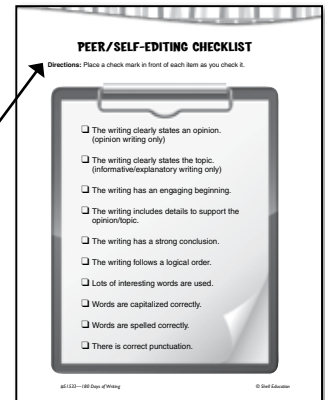 PEER/SELF-EDITING CHECKLIST
Directions: Place a check mark in front of each item as you check it.
The writing clearly states an opinion.
(opinion writing only)
The writing clearly states the topic.
(informative/explanatory writing only)
The writing has an engaging beginning.
The writing includes details to support the
opinion/topic.
The writing has a strong conclusion.
The writing follows a logical order.
Lots of interesting words are used.
Words are capitalized correctly.
Words are spelled correctly.
There is correct punctuation.
#51533—180 Days of Writing
© Shell Education